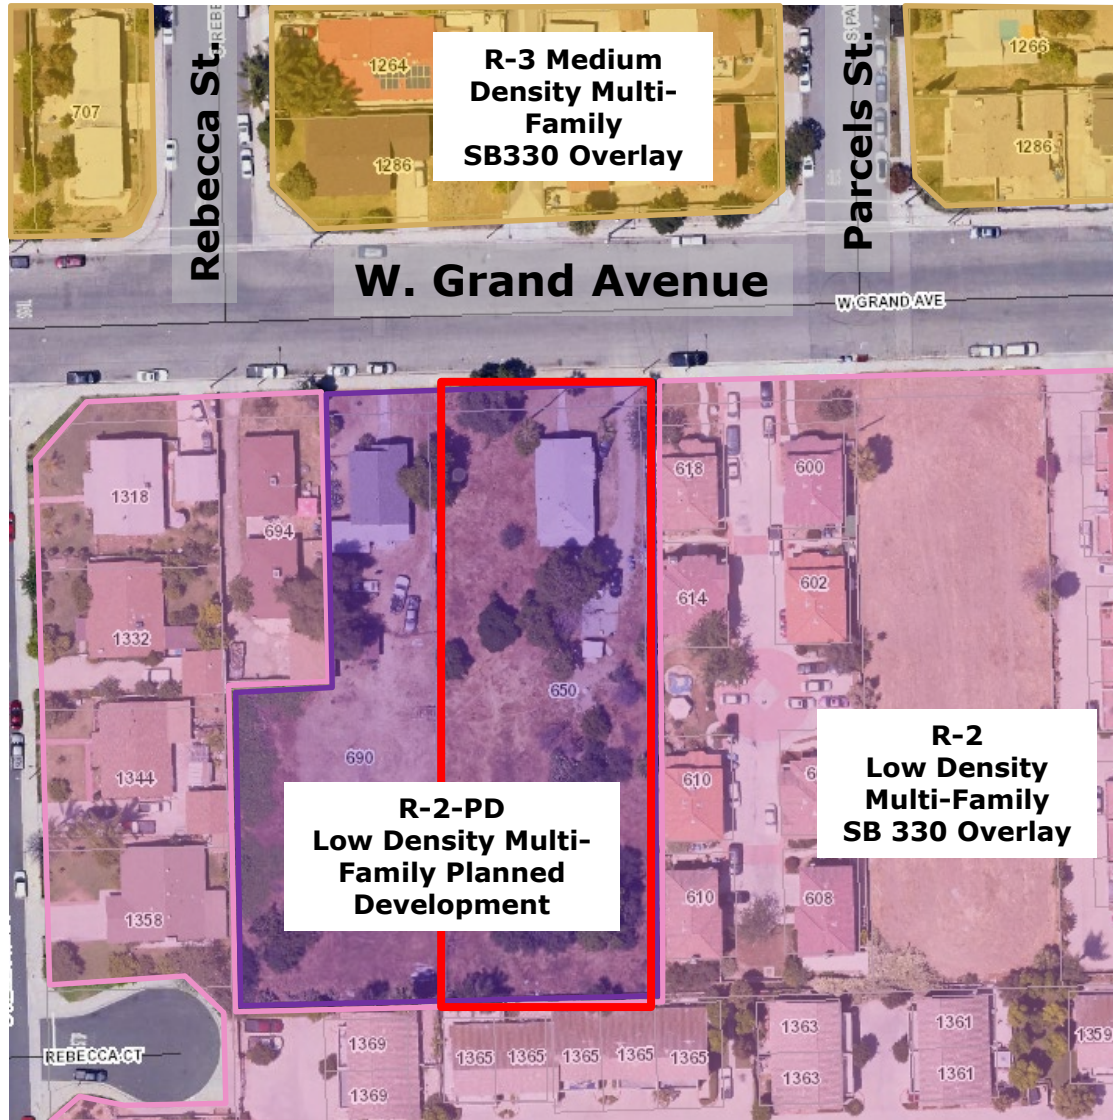 Rebecca St.
Parcels St.
R-3 Medium
Density Multi-
Family
SB330 Overlay
1264
1266
707
1286
1286
W. Grand Avenue
W GRAND AVE
1318
694
618
600
1332
614
602
650
690
1344
610
R-2
Low Density
Multi-Family
SB 330 Overlay
R-2-PD
Low Density Multi-
Family Planned
Development
1358
610
608
REBECCA CT
1369
1365
1365
1365
1365
1365
1363
1361
1359
1369
1363
1361